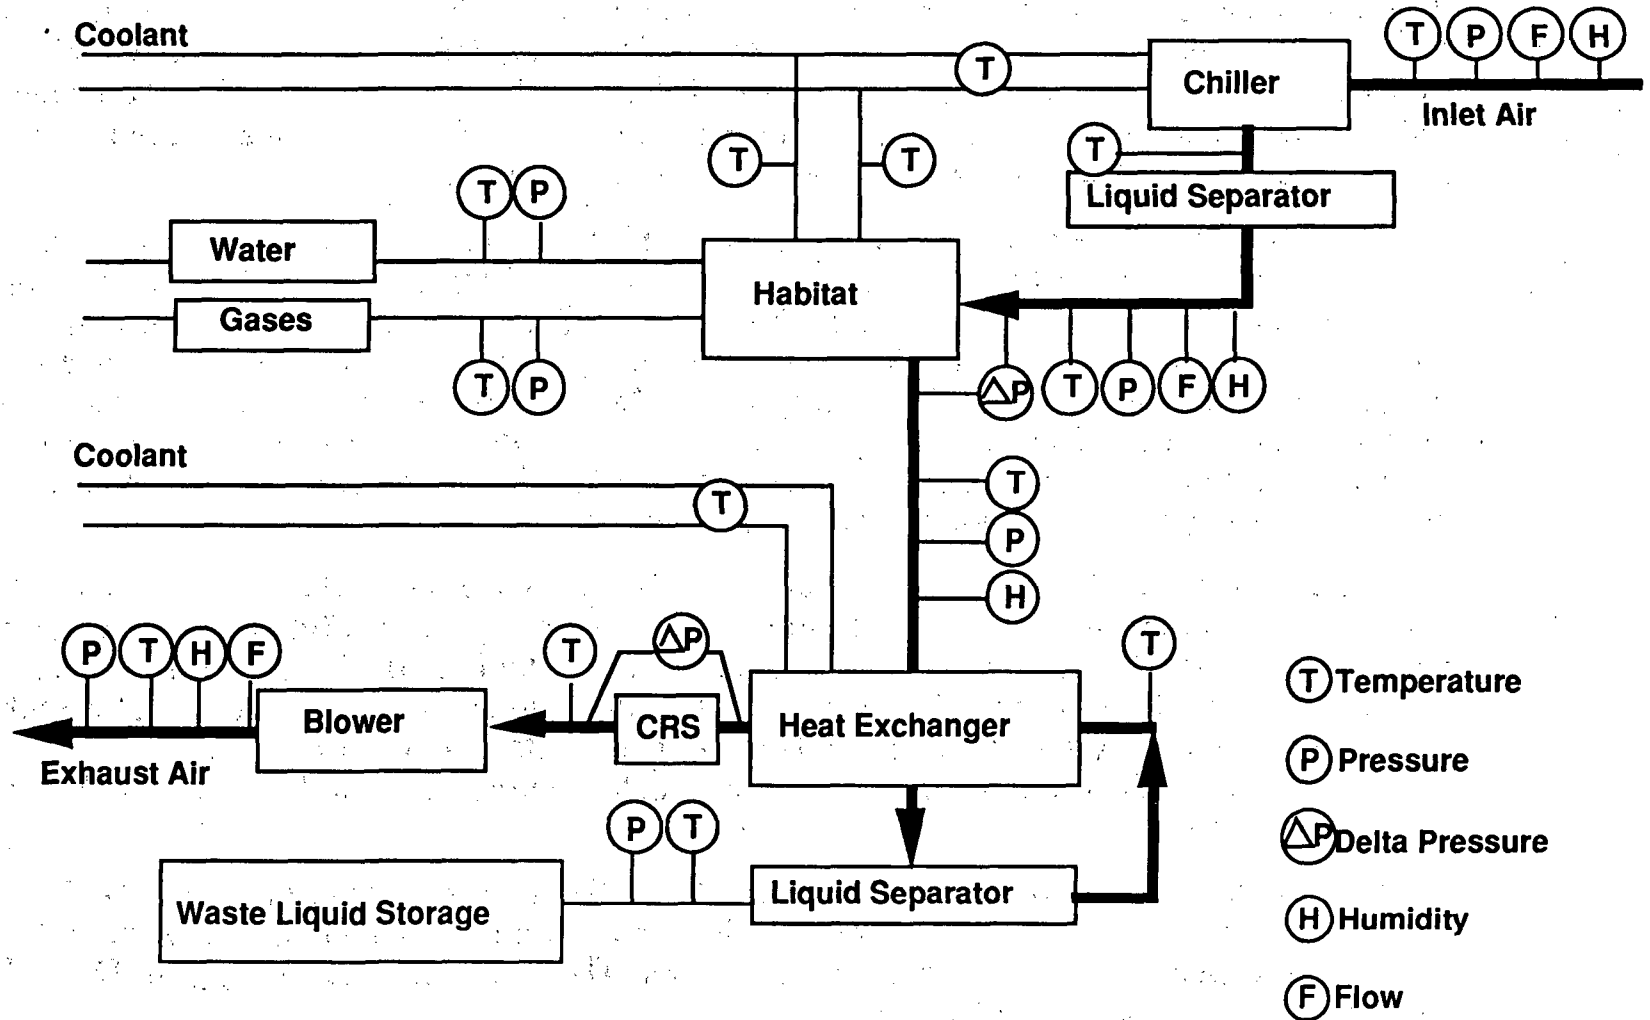 Coolant
T
T P F H
Chiller
Inlet Air
T
T
T
T P
Liquid Separator
Water
Habitat
Gases
T P
ΔP T P F H
Coolant
T
T
P
H
P T H F
T
ΔP
T
Blower
CRS
Heat Exchanger
Exhaust Air
P T
Waste Liquid Storage
Liquid Separator
T Temperature
P Pressure
ΔP Delta Pressure
H Humidity
F Flow